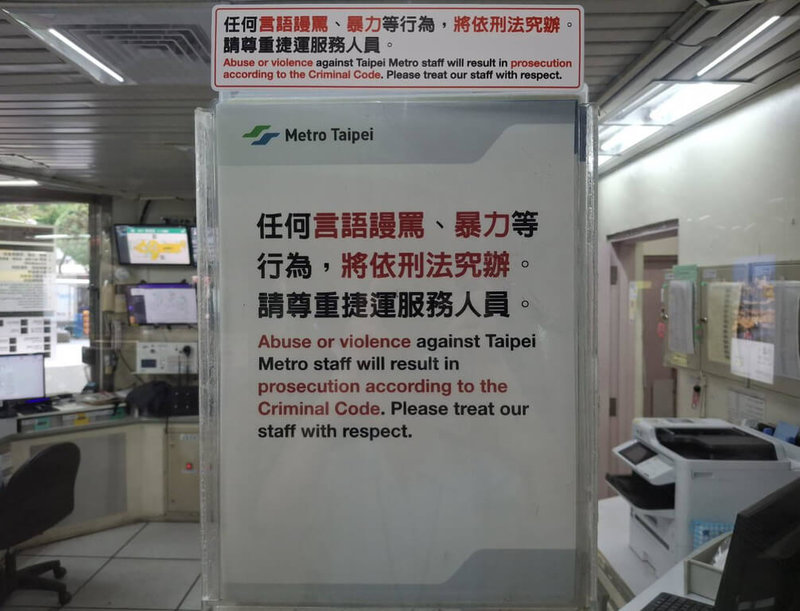 任何言語謾罵、暴力等行為，將依刑法究辦。
請尊重捷運服務人員。
Abuse or violence against Taipei Metro staff will result in prosecution
according to the Criminal Code. Please treat our staff with respect.
Metro Taipei
任何言語謾罵、暴力等
行為，將依刑法究辦。
請尊重捷運服務人員。
Abuse or violence against Taipei
Metro staff will result in
prosecution according to the
Criminal Code. Please treat our
staff with respect.